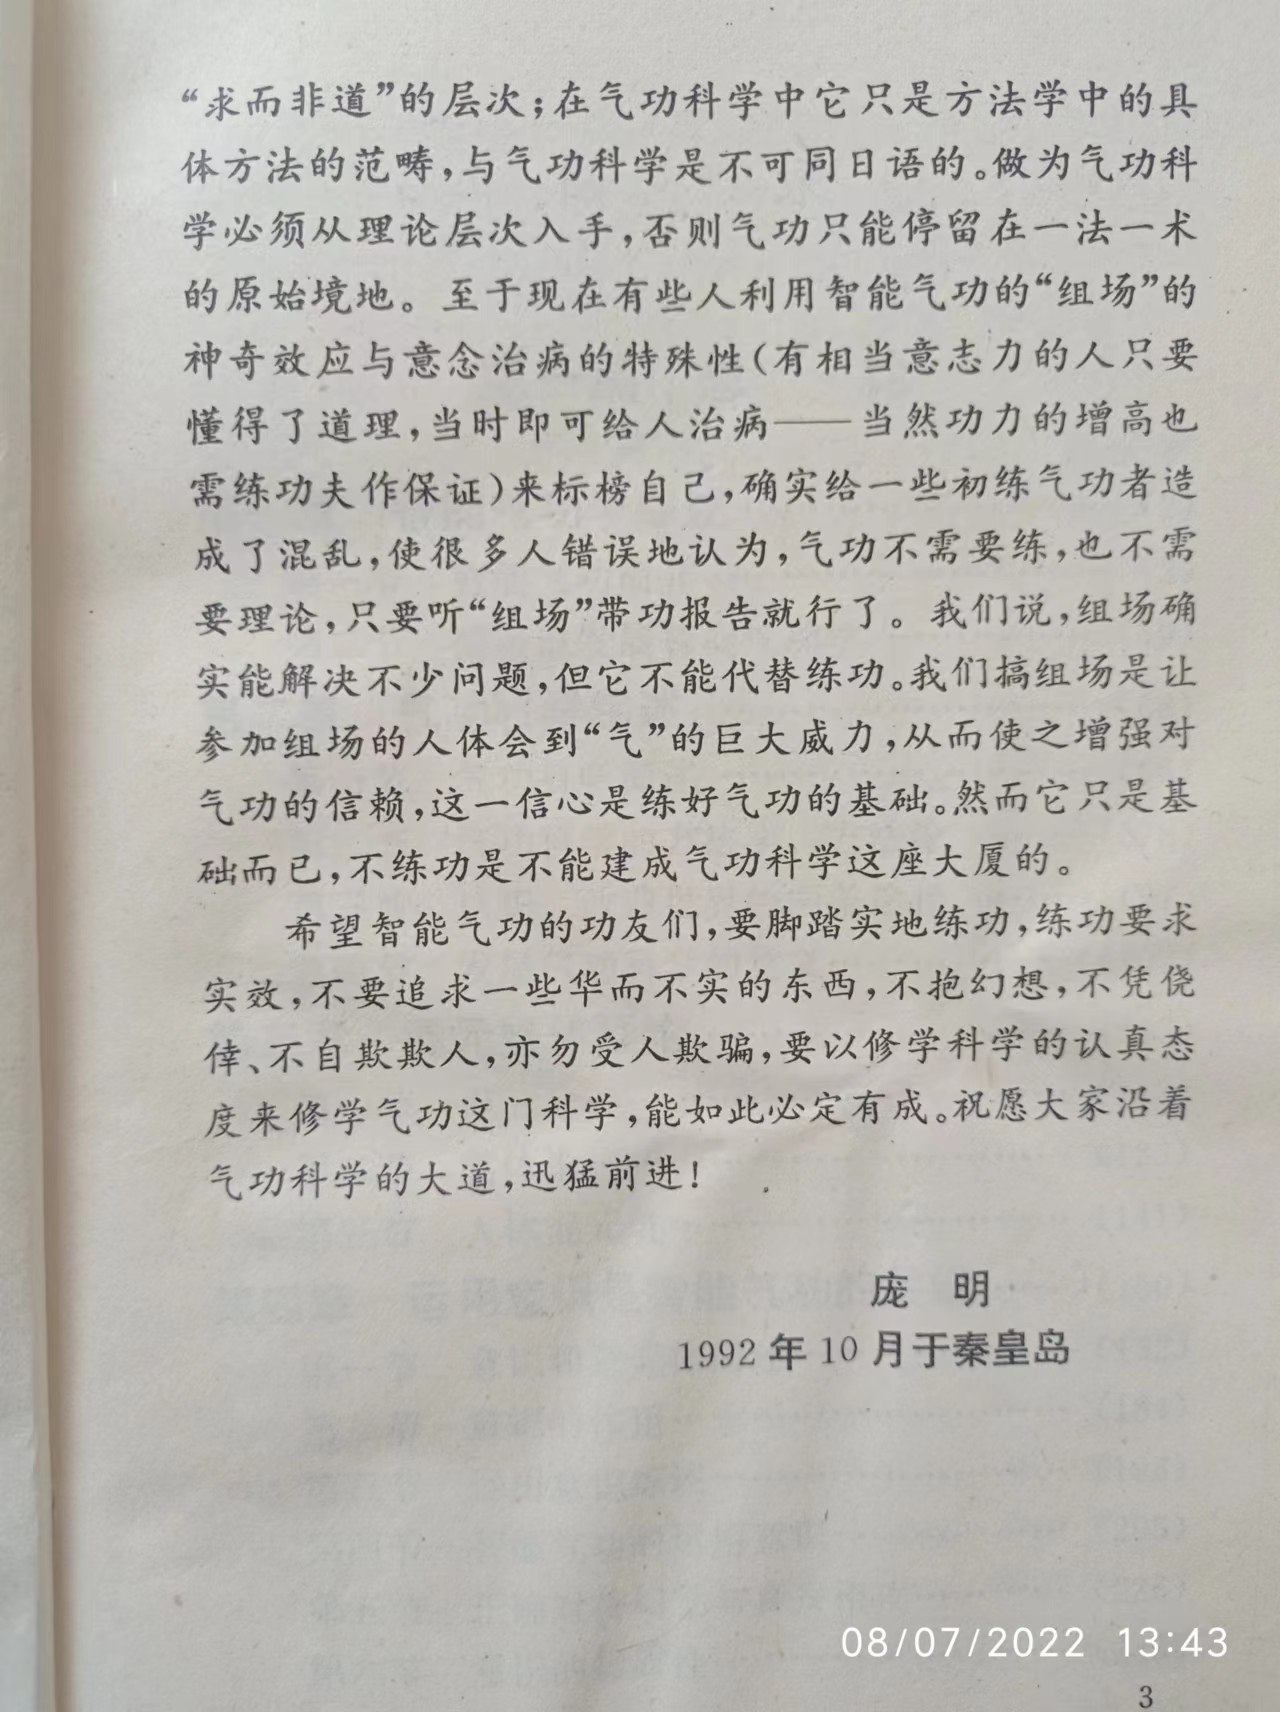 “求而非道”的层次；在气功科学中它只是方法学中的具
体方法的范畴，与气功科学是不可同日语的。做为气功科
学必须从理论层次入手，否则气功只能停留在一法一术
的原始境地。至于现在有些人利用智能气功的“组场”的
神奇效应与意念治病的特殊性（有相当意志力的人只要
懂得了道理，当时即可给人治病——当然功力的增高也
需练功夫作保证）来标榜自己，确实给一些初练气功者造
成了混乱，使很多人错误地认为，气功不需要练，也不需
要理论，只要听“组场”带功报告就行了。我们说，组场确
实能解决不少问题，但它不能代替练功。我们搞组场是让
参加组场的人体会到“气”的巨大威力，从而使之增强对
气功的信赖，这一信心是练好气功的基础。然而它只是基
础而已，不练功是不能建成气功科学这座大厦的。
希望智能气功的功友们，要脚踏实地练功，练功要求
实效，不要追求一些华而不实的东西，不抱幻想，不凭侥
倖、不自欺欺人，亦勿受人欺骗，要以修学科学的认真态
度来修学气功这门科学，能如此必定有成。祝愿大家沿着
气功科学的大道，迅猛前进！
庞 明
1992年10月于秦皇岛
08/07/2022 13:43
3